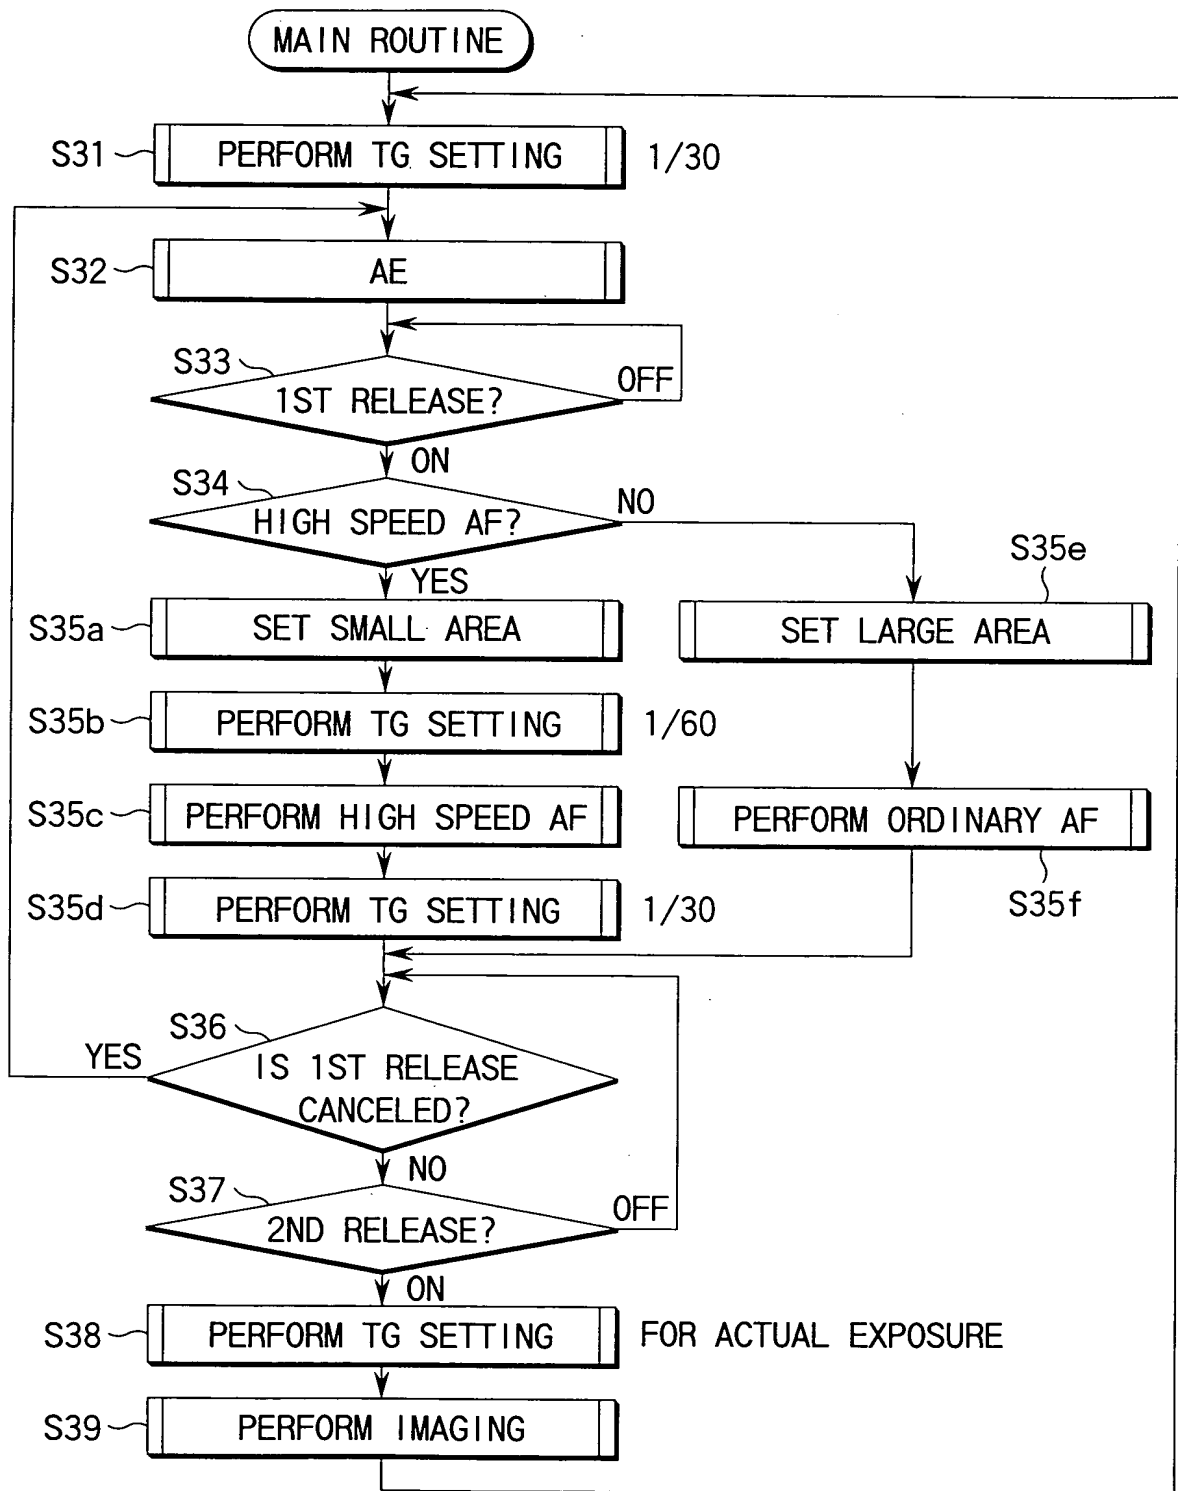 MAIN ROUTINE
S31 PERFORM TG SETTING 1/30
S32 AE
S33 1ST RELEASE? OFF
ON
S34 HIGH SPEED AF? NO
YES
S35e
S35a SET SMALL AREA SET LARGE AREA
S35b PERFORM TG SETTING 1/60
S35c PERFORM HIGH SPEED AF PERFORM ORDINARY AF
S35d PERFORM TG SETTING 1/30 S35f
S36
YES IS 1ST RELEASE
CANCELED?
NO
S37 2ND RELEASE? OFF
ON
S38 PERFORM TG SETTING FOR ACTUAL EXPOSURE
S39 PERFORM IMAGING